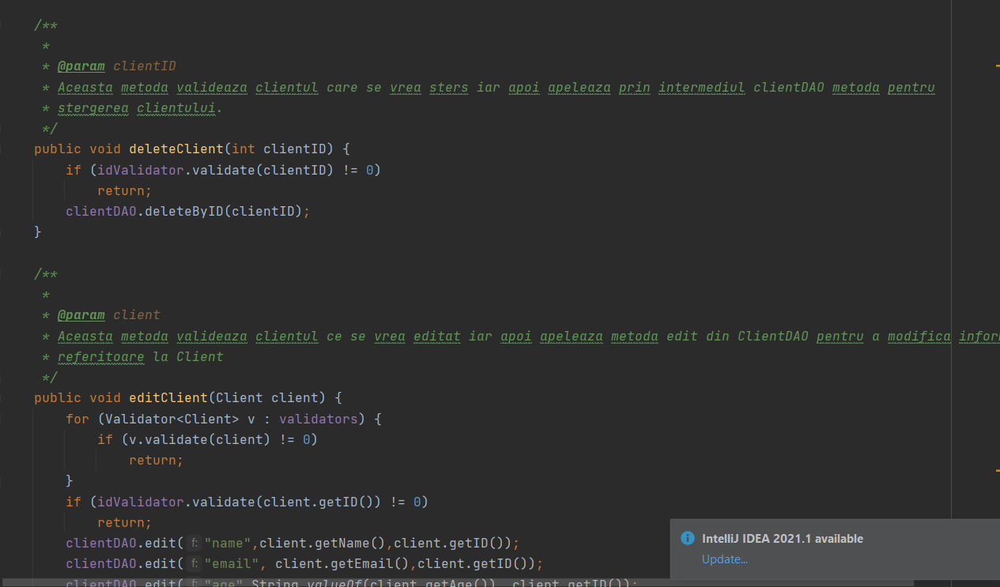 /**
*
* @param clientID
* Aceasta metoda valideaza clientul care se vrea sters iar apoi apeleaza prin intermediul clientDAO metoda pentru
* stergerea clientului.
*/
public void deleteClient(int clientID) {
if (idValidator.validate(clientID) != 0)
return;
clientDAO.deleteByID(clientID);
}
/**
*
* @param client
* Aceasta metoda valideaza clientul ce se vrea editat iar apoi apeleaza metoda edit din ClientDAO pentru a modifica
* referitoare la Client
*/
public void editClient(Client client) {
for (Validator<Client> v : validators) {
if (v.validate(client) != 0)
return;
}
if (idValidator.validate(client.getID()) != 0)
return;
clientDAO.edit( f: "name",client.getName(),client.getID());
clientDAO.edit( f: "email", client.getEmail(),client.getID());
clientDAO.edit( f: "age",String.valueOf(client.getAge()), client.getID());
IntelliJ IDEA 2021.1 available
Update...